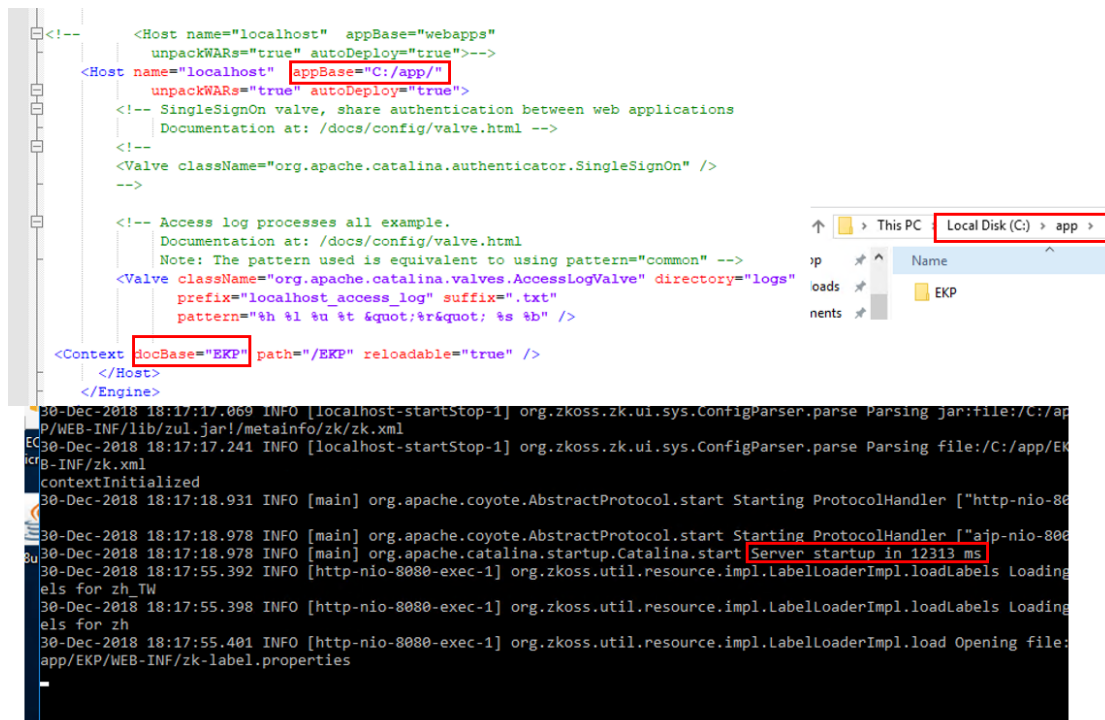 <!--      <Host name="localhost"  appBase="webapps"
unpackWARs="true" autoDeploy="true">-->
<Host name="localhost"  appBase="C:/app/"
unpackWARs="true" autoDeploy="true">
<!-- SingleSignOn valve, share authentication between web applications
Documentation at: /docs/config/valve.html -->
<!--
<Valve className="org.apache.catalina.authenticator.SingleSignOn" />
-->
<!-- Access log processes all example.
Documentation at: /docs/config/valve.html
Note: The pattern used is equivalent to using pattern="common" -->
<Valve className="org.apache.catalina.valves.AccessLogValve" directory="logs"
prefix="localhost_access_log" suffix=".txt"
pattern="%h %l %u %t &quot;%r&quot; %s %b" />
<Context docBase="EKP" path="/EKP" reloadable="true" />
</Host>
</Engine>
This PC > Local Disk (C:) > app >
Name
EKP
oads
nents
30-Dec-2018 18:17:17.069 INFO [localhost-startStop-1] org.zkoss.zk.ui.sys.ConfigParser.parse Parsing jar:file:/C:/ap
P/WEB-INF/lib/zul.jar!/metainfo/zk/zk.xml
30-Dec-2018 18:17:17.241 INFO [localhost-startStop-1] org.zkoss.zk.ui.sys.ConfigParser.parse Parsing file:/C:/app/EK
B-INF/zk.xml
contextInitialized
30-Dec-2018 18:17:18.931 INFO [main] org.apache.coyote.AbstractProtocol.start Starting ProtocolHandler ["http-nio-80
30-Dec-2018 18:17:18.978 INFO [main] org.apache.coyote.AbstractProtocol.start Starting ProtocolHandler ["ajp-nio-800
30-Dec-2018 18:17:18.978 INFO [main] org.apache.catalina.startup.Catalina.start Server startup in 12313 ms
30-Dec-2018 18:17:55.392 INFO [http-nio-8080-exec-1] org.zkoss.util.resource.impl.LabelLoaderImpl.loadLabels Loading
els for zh_TW
30-Dec-2018 18:17:55.398 INFO [http-nio-8080-exec-1] org.zkoss.util.resource.impl.LabelLoaderImpl.loadLabels Loading
els for zh
30-Dec-2018 18:17:55.401 INFO [http-nio-8080-exec-1] org.zkoss.util.resource.impl.LabelLoaderImpl.load Opening file:
app/EKP/WEB-INF/zk-label.properties